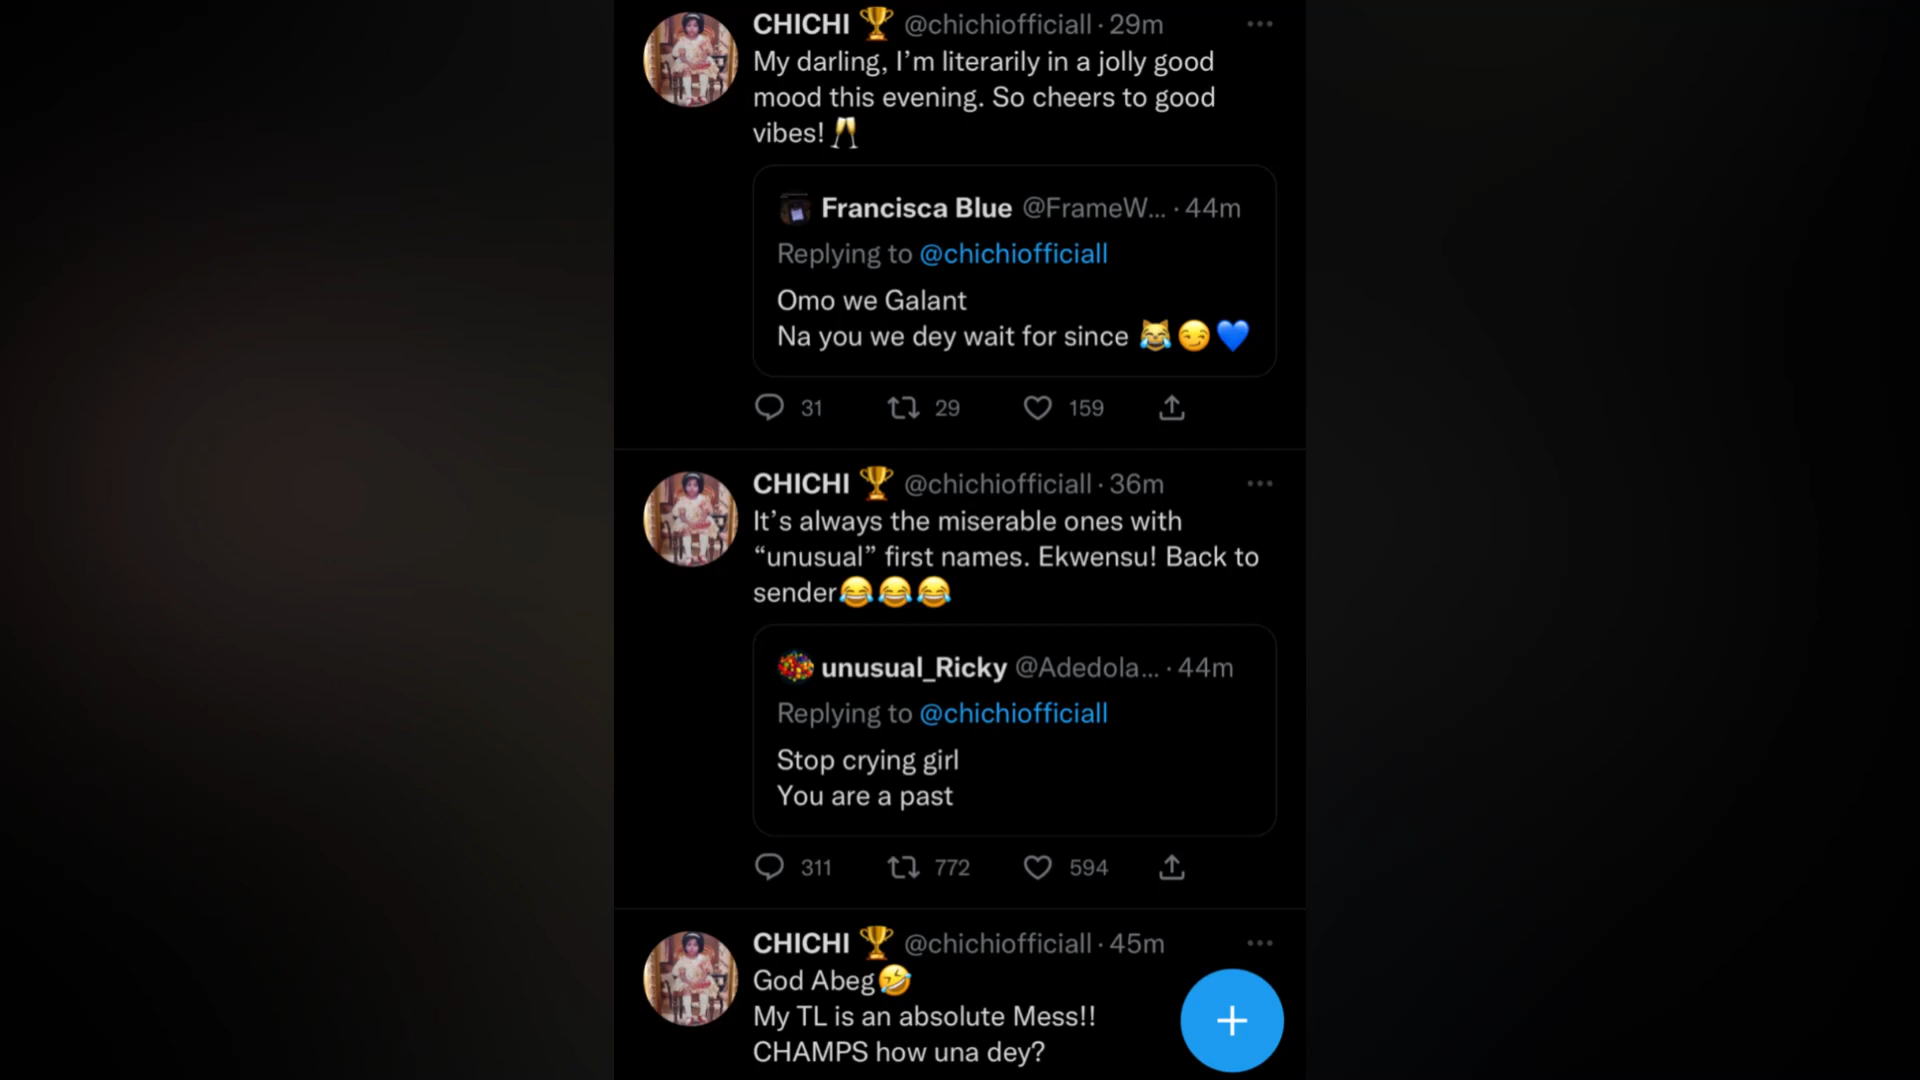 CHICHI 🏆 @chichiofficiall · 29m
My darling, I’m literarily in a jolly good
mood this evening. So cheers to good
vibes! 🥂
Francisca Blue @FrameW... · 44m
Replying to @chichiofficiall
Omo we Galant
Na you we dey wait for since 😹😏💙
31 29 159
CHICHI 🏆 @chichiofficiall · 36m
It’s always the miserable ones with
“unusual” first names. Ekwensu! Back to
sender😂😂😂
unusual_Ricky @Adedola... · 44m
Replying to @chichiofficiall
Stop crying girl
You are a past
311 772 594
CHICHI 🏆 @chichiofficiall · 45m
God Abeg🤣
My TL is an absolute Mess!!
CHAMPS how una dey?